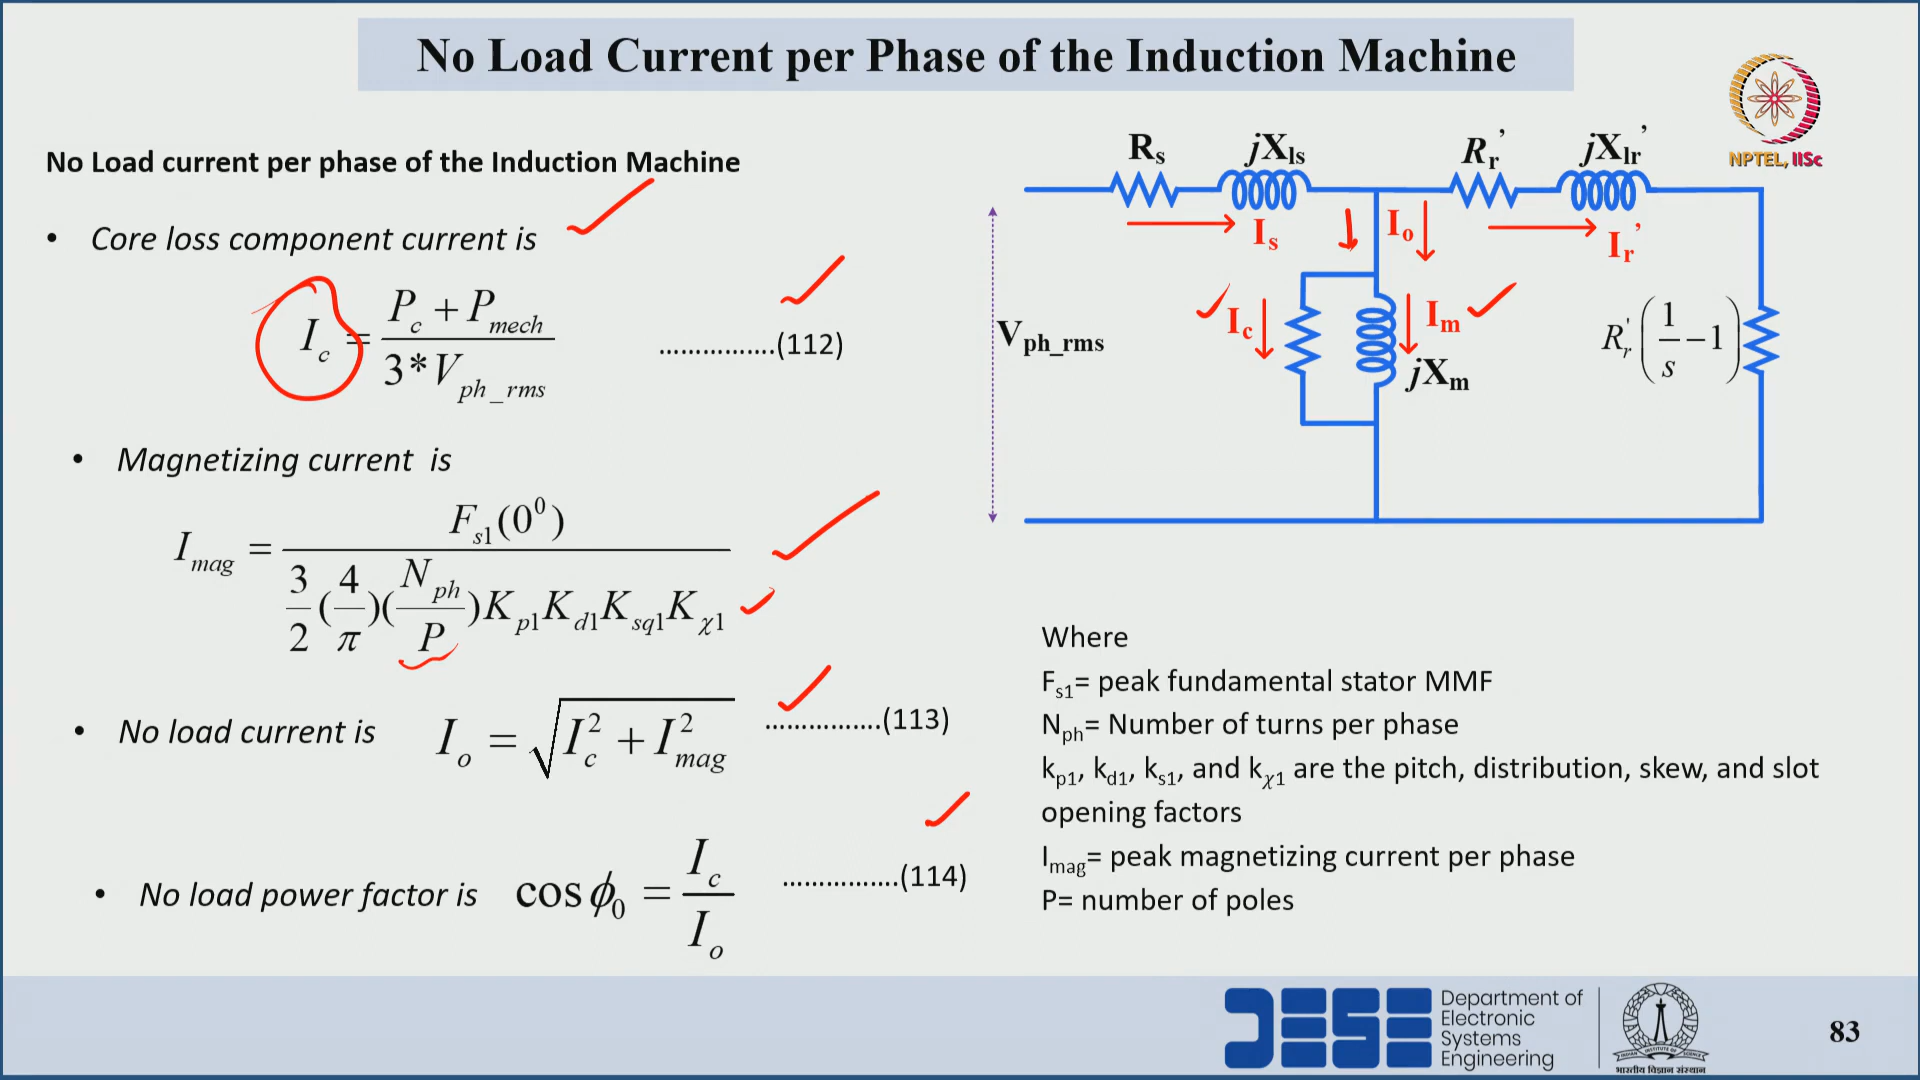 No Load Current per Phase of the Induction Machine
NPTEL, IISc
No Load current per phase of the Induction Machine
• Core loss component current is
I_c = (P_c + P_mech) / (3*V_ph_rms) ................(112)
• Magnetizing current is
I_mag = F_s1(0^0) / (3/2 (4/π)(N_ph/P) K_p1 K_d1 K_sq1 K_χ1)
• No load current is I_o = √(I_c^2 + I_mag^2) ................(113)
• No load power factor is cos ϕ_0 = I_c / I_o ................(114)
R_s jX_ls R_r' jX_lr'
I_s I_o I_r'
V_ph_rms I_c I_m R_r'(1/s − 1)
jX_m
Where
F_s1= peak fundamental stator MMF
N_ph= Number of turns per phase
k_p1, k_d1, k_s1, and k_χ1 are the pitch, distribution, skew, and slot
opening factors
I_mag= peak magnetizing current per phase
P= number of poles
DESE
Department of
Electronic
Systems
Engineering
INDIAN INSTITUTE OF SCIENCE
भारतीय विज्ञान संस्थान
83